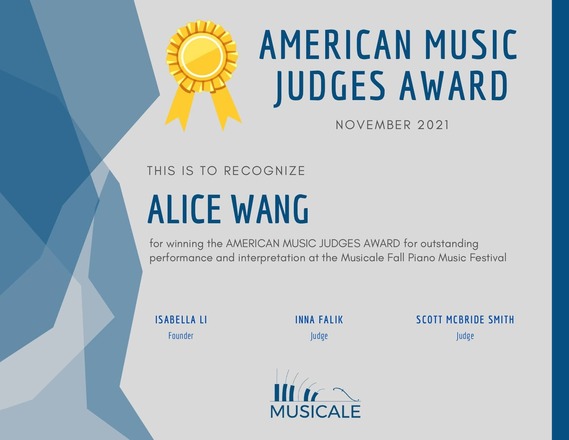 AMERICAN MUSIC
JUDGES AWARD
NOVEMBER 2021
THIS IS TO RECOGNIZE
ALICE WANG
for winning the AMERICAN MUSIC JUDGES AWARD for outstanding
performance and interpretation at the Musicale Fall Piano Music Festival
ISABELLA LI
Founder
INNA FALIK
Judge
SCOTT MCBRIDE SMITH
Judge
MUSICALE